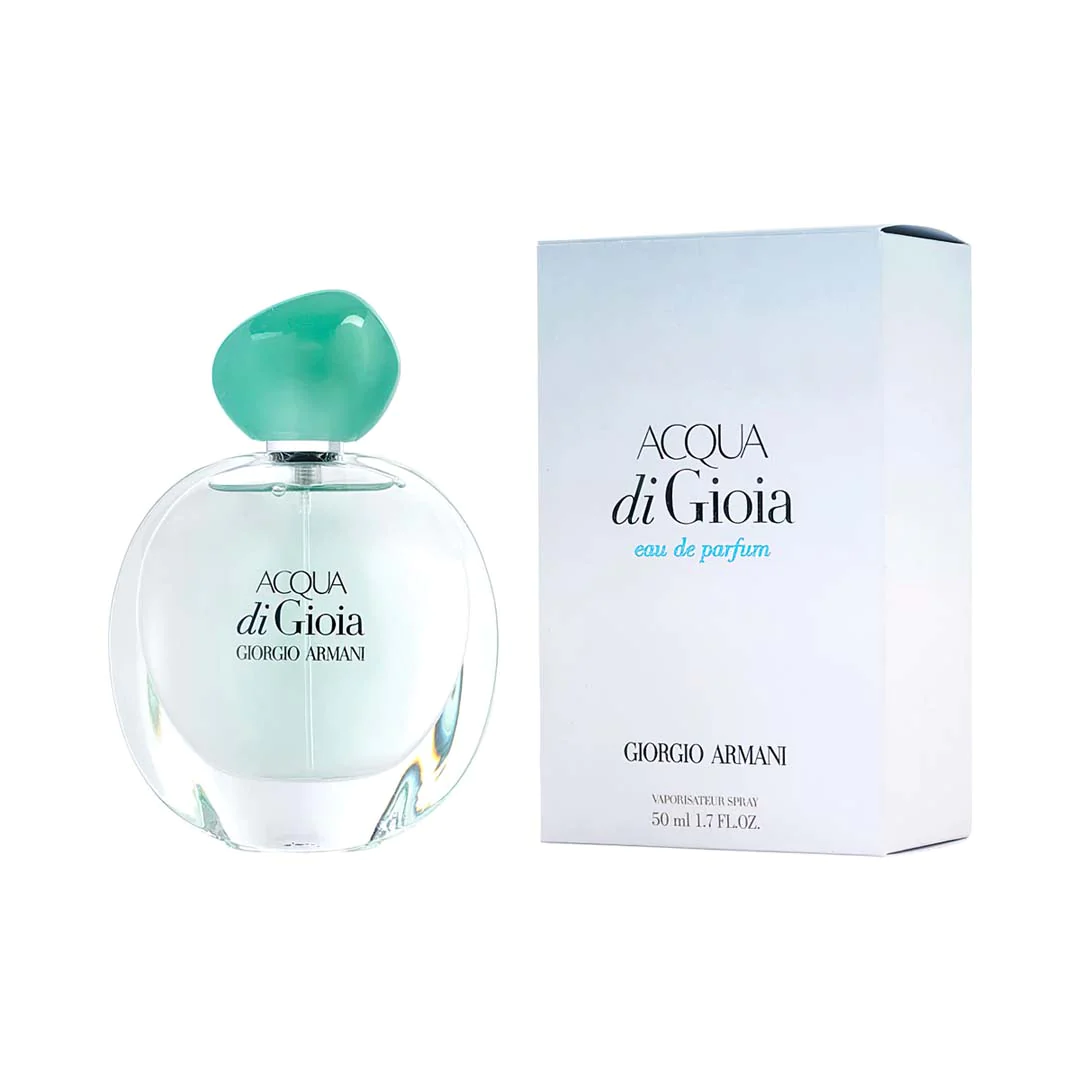 ACQUA
di Gioia
GIORGIO ARMANI
ACQUA
di Gioia
eau de parfum
GIORGIO ARMANI
VAPORISATEUR SPRAY
50 ml 1.7 FL.OZ.